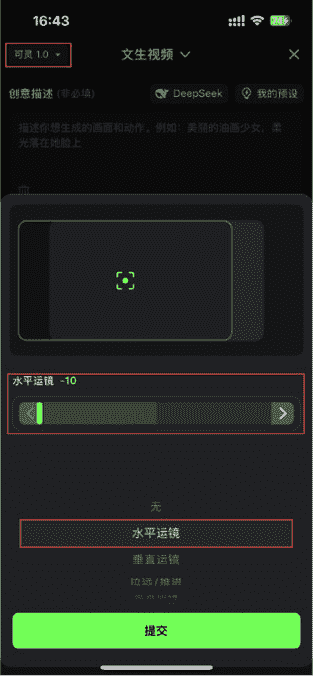 16:43
可灵 1.0
文生视频
创意描述 (非必填)
DeepSeek
我的预设
描述你想生成的画面和动作，例如：美丽的油画少女，柔
光落在她脸上
水平运镜 -10
无
水平运镜
垂直运镜
拉远/推进
提交